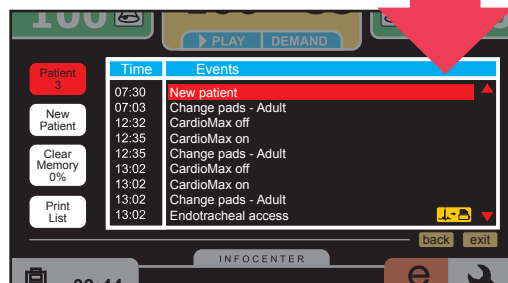 100
PLAY DEMAND
Patient
3
New
Patient
Clear
Memory
0%
Print
List
Time Events
07:30 New patient
07:03 Change pads - Adult
12:32 CardioMax off
12:35 CardioMax on
12:35 Change pads - Adult
13:02 CardioMax off
13:02 CardioMax on
13:02 Change pads - Adult
13:02 Endotracheal access
back exit
INFOCENTER
e